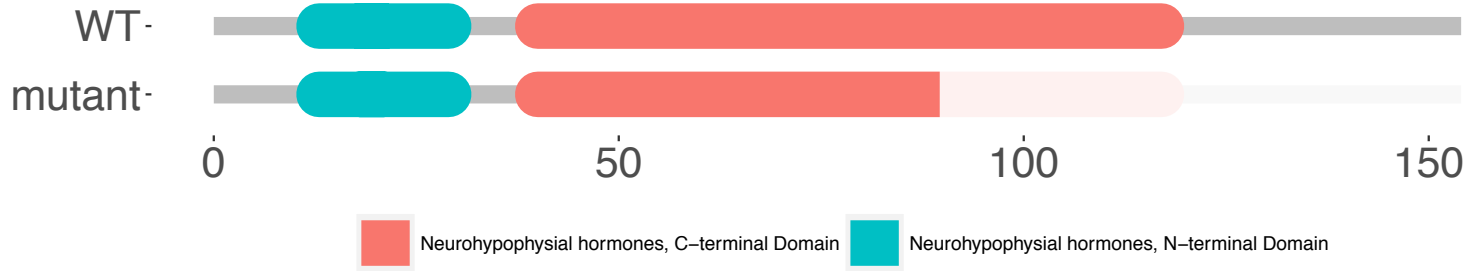 WT
mutant
0 50 100 150
Neurohypophysial hormones, C−terminal Domain Neurohypophysial hormones, N−terminal Domain